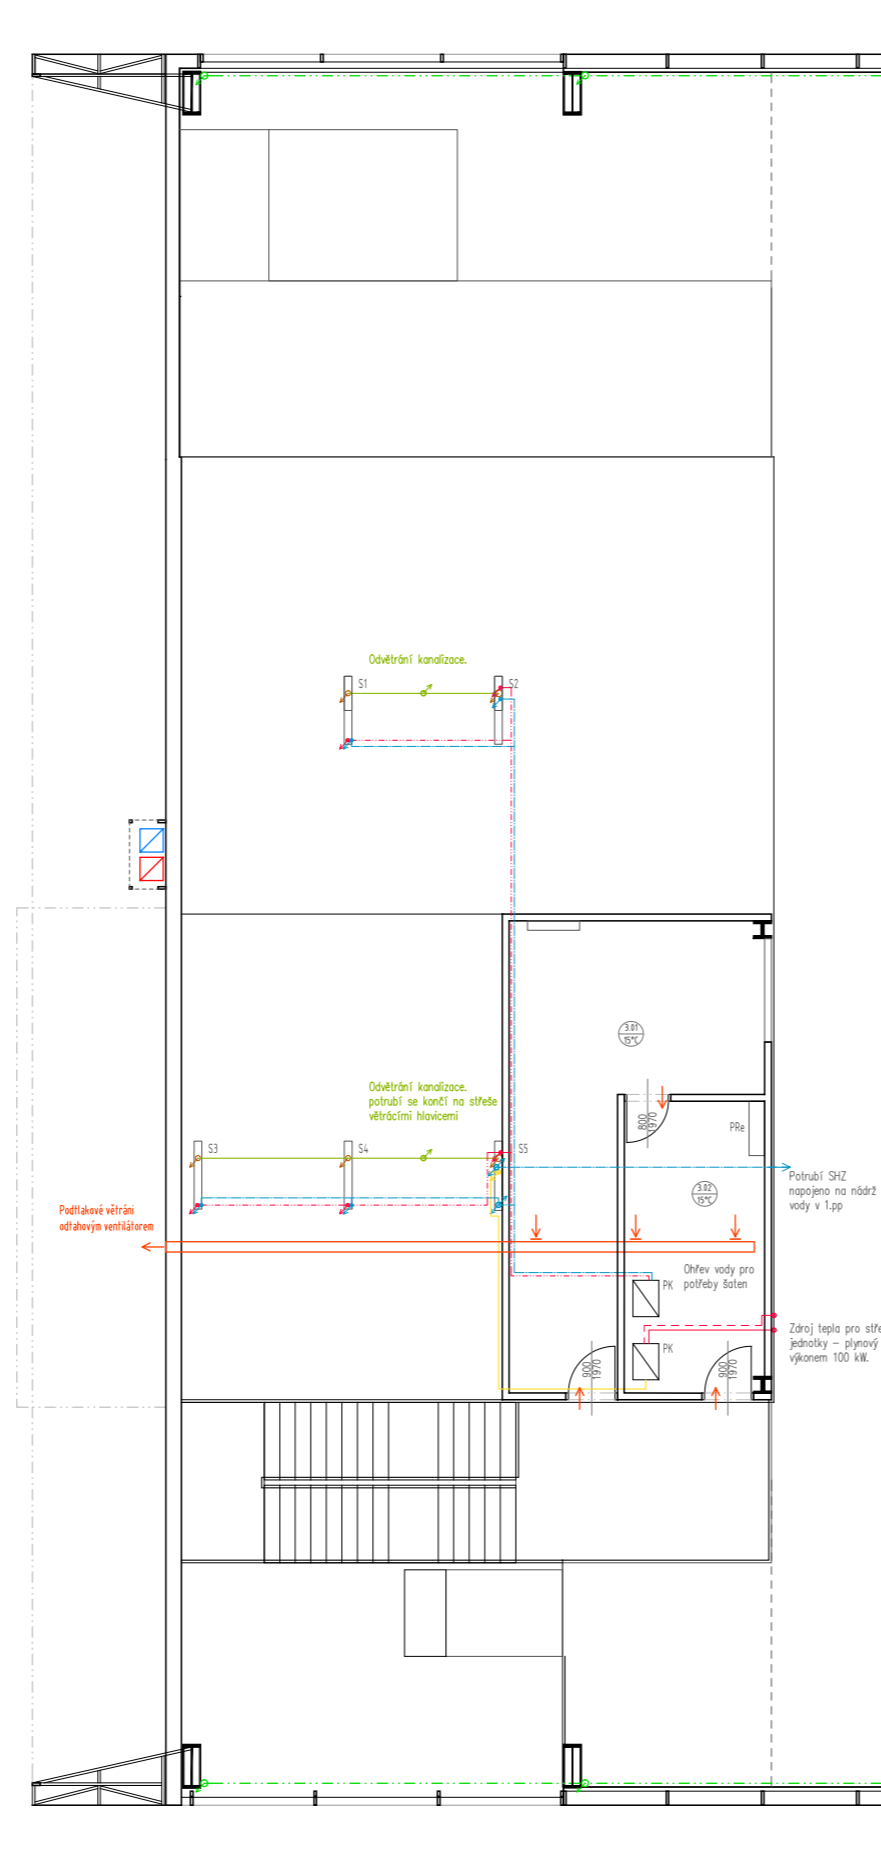 Odvětrání kanalizace.
S1
S2
3.01
15°C
Odvětrání kanalizace.
potrubí se končí na střeše
větrácími hlavicemi
800
1970
PRe
S3
S4
S5
Potrubí SHZ
napojeno na nádrž
vody v 1.pp
3.02
15°C
Podtlakové větráni
odtahovým ventilátorem
Ohřev vody pro
potřeby šaten
PK
Zdroj tepla pro stře
jednotky – plynový
výkonem 100 kW.
PK
900
1970
900
1970